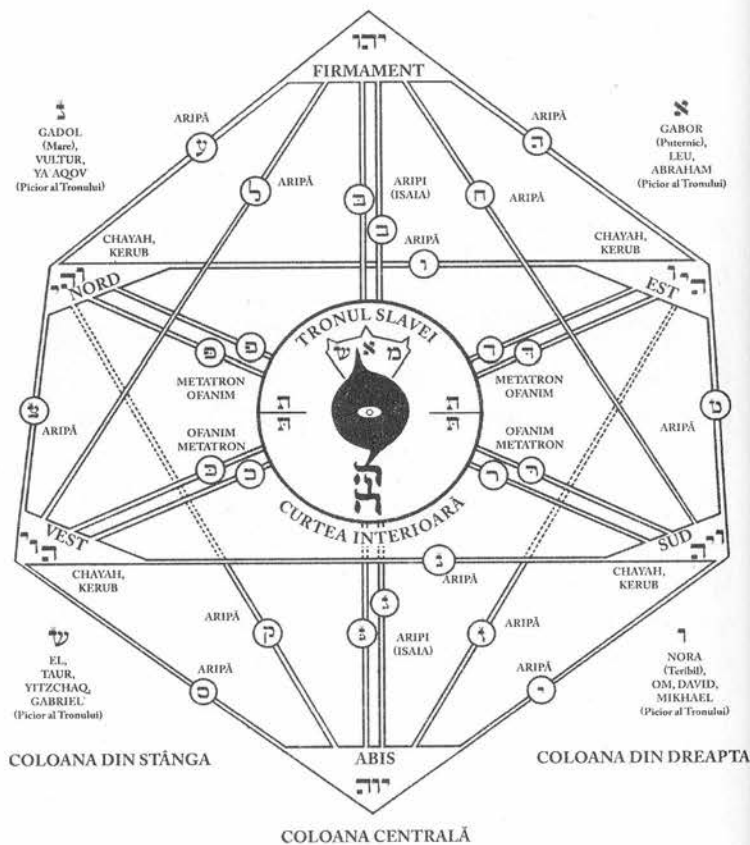 יהו
FIRMAMENT
GADOL
(Mare),
VULTUR,
YA'AQOV
(Picior al Tronului)
א
GABOR
(Puternic),
LEU,
ABRAHAM
(Picior al Tronului)
ARIPĂ
ע
ARIPĂ
ה
ARIPĂ
ל
ARIPI
(ISAIA)
בּ
ב
ח
ARIPĂ
CHAYAH,
KERUB
ARIPĂ
ו
CHAYAH,
KERUB
NORD
EST
TRONUL SLAVEI
ש א מ
פּ
פ
METATRON
OFANIM
ד
METATRON
OFANIM
ARIPĂ
ט
ARIPĂ
ת
ת
OFANIM
METATRON
OFANIM
METATRON
כ
ר
CURTEA INTERIOARĂ
VEST
הוי
SUD
ויה
CHAYAH,
KERUB
ARIPĂ
CHAYAH,
KERUB
ARIPĂ
ק
ARIPI
(ISAIA)
ARIPĂ
ARIPĂ
ס
ARIPĂ
י
ש
EL,
TAUR,
YITZCHAQ,
GABRIEL
(Picior al Tronului)
ו
NORA
(Teribil),
OM, DAVID,
MIKHAEL
(Picior al Tronului)
COLOANA DIN STÂNGA
ABIS
COLOANA DIN DREAPTA
יוה
COLOANA CENTRALĂ